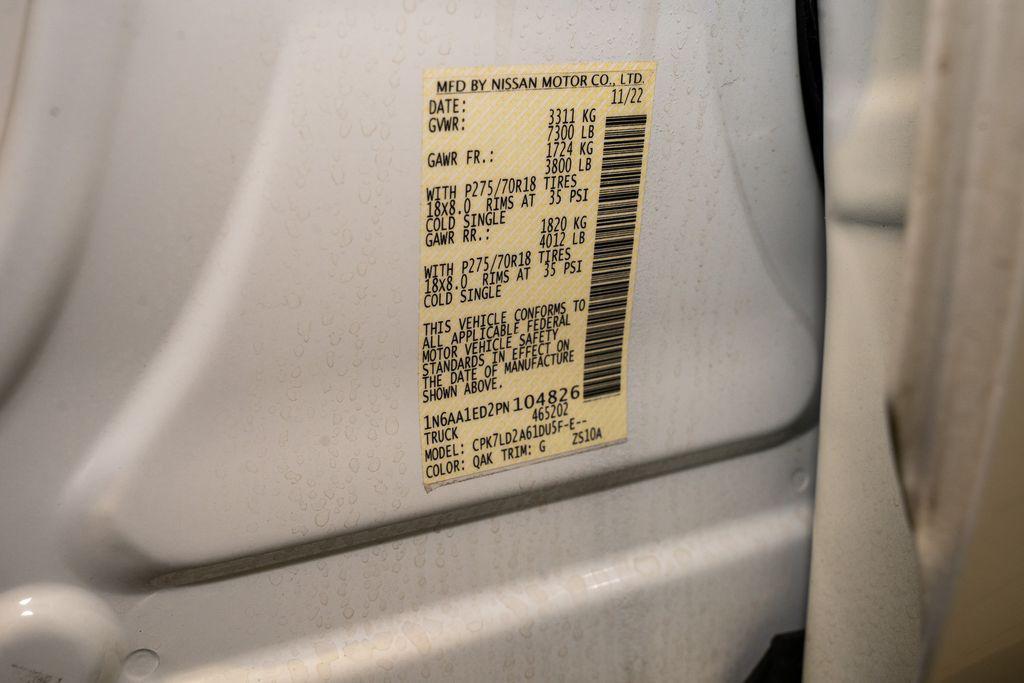 MFD BY NISSAN MOTOR CO., LTD.
DATE: 11/22
GVWR: 3311 KG
7300 LB
GAWR FR.: 1724 KG
3800 LB
WITH P275/70R18 TIRES
18X8.0 RIMS AT 35 PSI
COLD SINGLE
GAWR RR.: 1820 KG
4012 LB
WITH P275/70R18 TIRES
18X8.0 RIMS AT 35 PSI
COLD SINGLE
THIS VEHICLE CONFORMS TO
ALL APPLICABLE FEDERAL
MOTOR VEHICLE SAFETY
STANDARDS IN EFFECT ON
THE DATE OF MANUFACTURE
SHOWN ABOVE.
1N6AA1ED2PN104826
TRUCK 465202
MODEL: CPK7LD2A61DU5F-E--
COLOR: QAK TRIM: G ZS10A